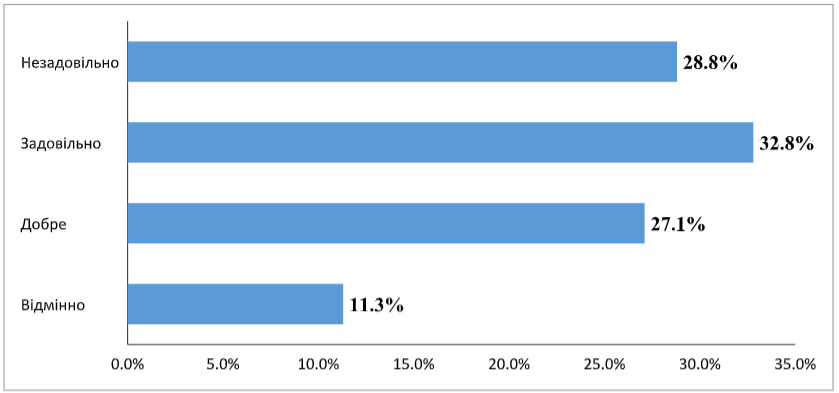 Незадовільно
28.8%
Задовільно
32.8%
Добре
27.1%
Відмінно
11.3%
0.0% 5.0% 10.0% 15.0% 20.0% 25.0% 30.0% 35.0%